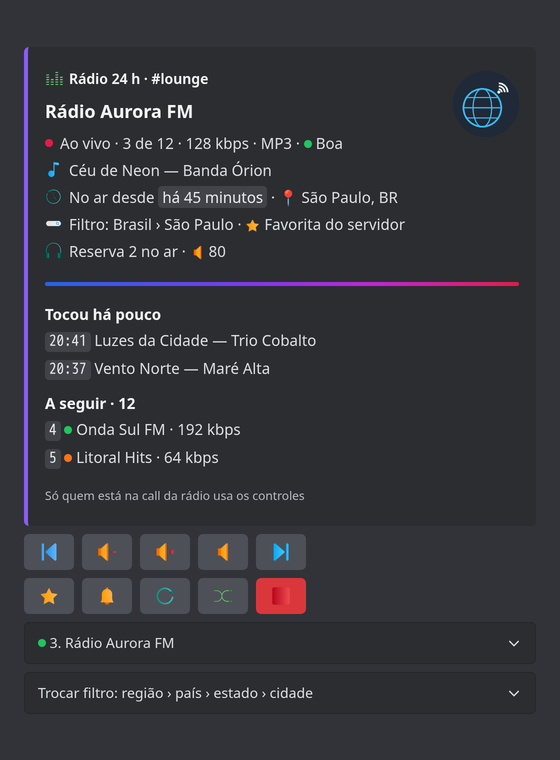 Rádio 24 h · #lounge
Rádio Aurora FM
Ao vivo · 3 de 12 · 128 kbps · MP3 · Boa
Céu de Neon — Banda Órion
No ar desde há 45 minutos · São Paulo, BR
Filtro: Brasil › São Paulo · Favorita do servidor
Reserva 2 no ar · 80
Tocou há pouco
20:41 Luzes da Cidade — Trio Cobalto
20:37 Vento Norte — Maré Alta
A seguir · 12
4 Onda Sul FM · 192 kbps
5 Litoral Hits · 64 kbps
Só quem está na call da rádio usa os controles
3. Rádio Aurora FM
Trocar filtro: região › país › estado › cidade